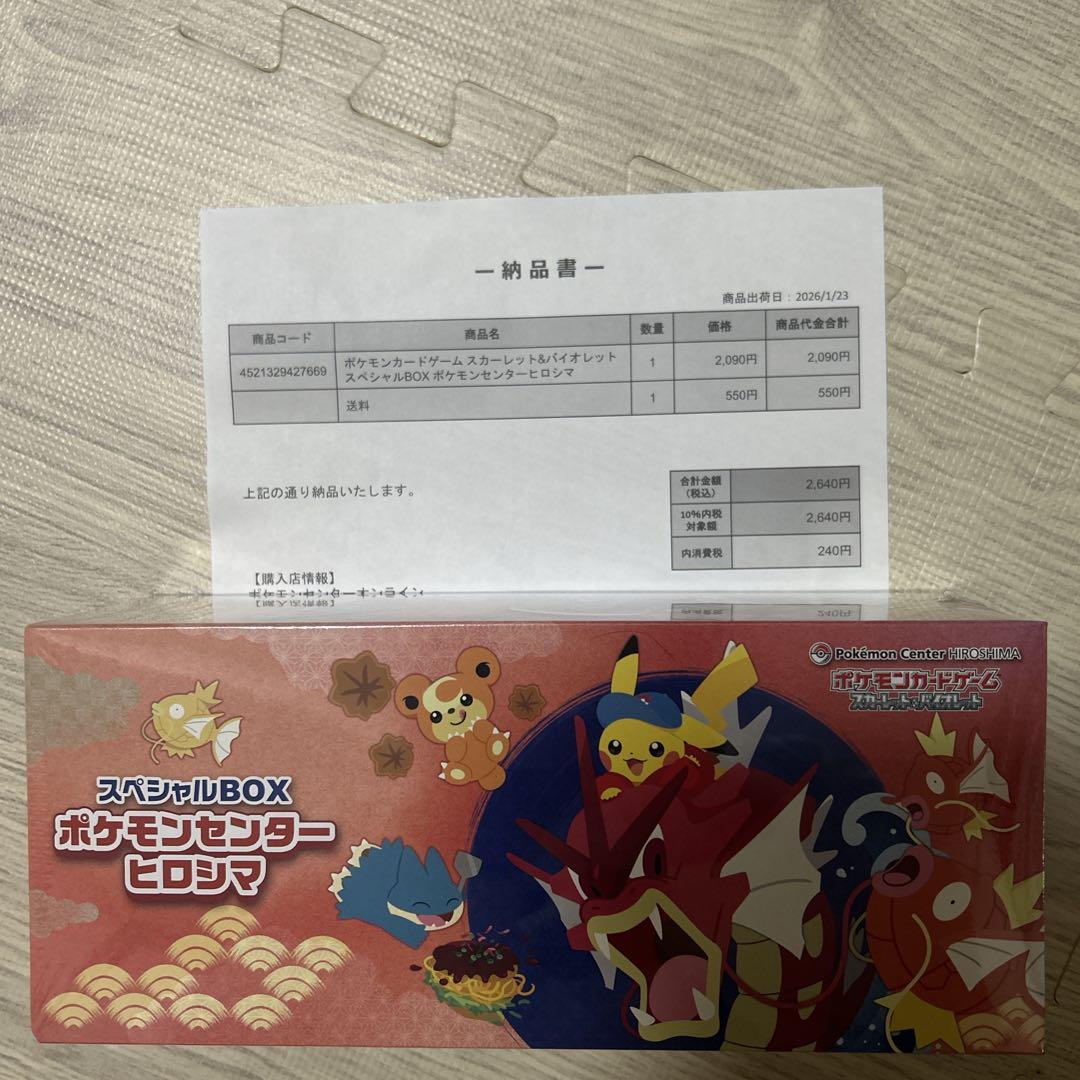 ー納品書ー
商品出荷日：2026/1/23
商品コード 商品名 数量 価格 商品代金合計
4521329427669 ポケモンカードゲーム スカーレット&バイオレット 1 2,090円 2,090円
スペシャルBOX ポケモンセンターヒロシマ
送料 1 550円 550円
上記の通り納品いたします。
合計金額 2,640円
（税込）
10%内税 2,640円
対象額
内消費税 240円
【購入店情報】
Pokémon Center HIROSHIMA
ポケモンカードゲーム
スカーレット&バイオレット
スペシャルBOX
ポケモンセンター
ヒロシマ